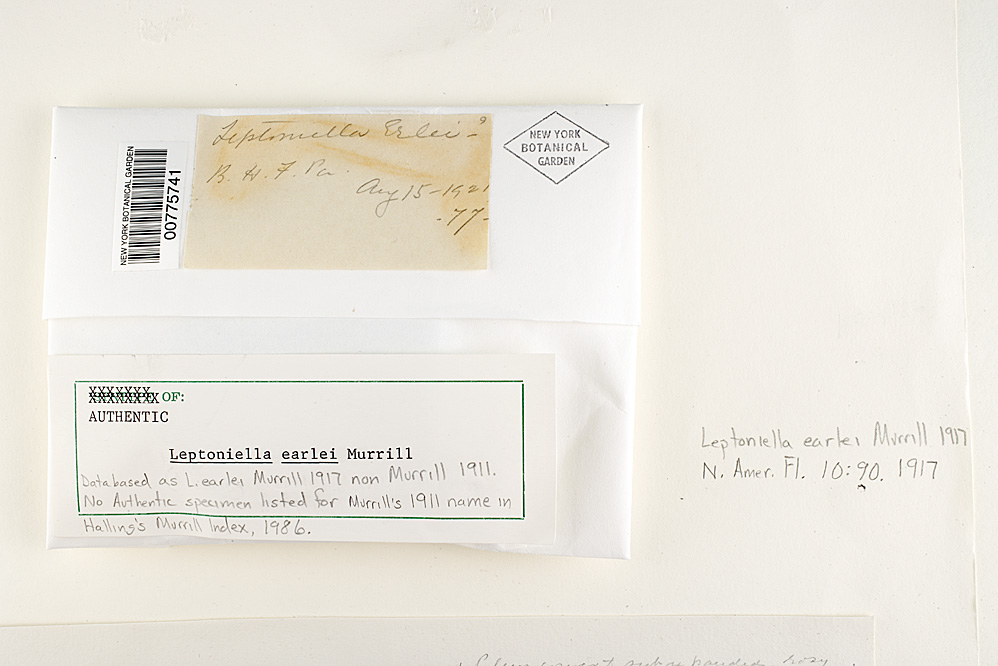 Leptoniella Erlei -
B. H. F. Pa.
Aug 15 - 1921
- 77 -
NEW YORK
BOTANICAL
GARDEN
NEW YORK BOTANICAL GARDEN
00775741
XXXXXXX
XXXXXXXX OF:
AUTHENTIC
Leptoniella earlei Murrill
Databased as L. earlei Murrill 1917 non Murrill 1911.
No Authentic specimen listed for Murrill's 1911 name in
Halling's Murrill Index, 1986.
Leptoniella earlei Murrill 1917
N. Amer. Fl. 10:90. 1917